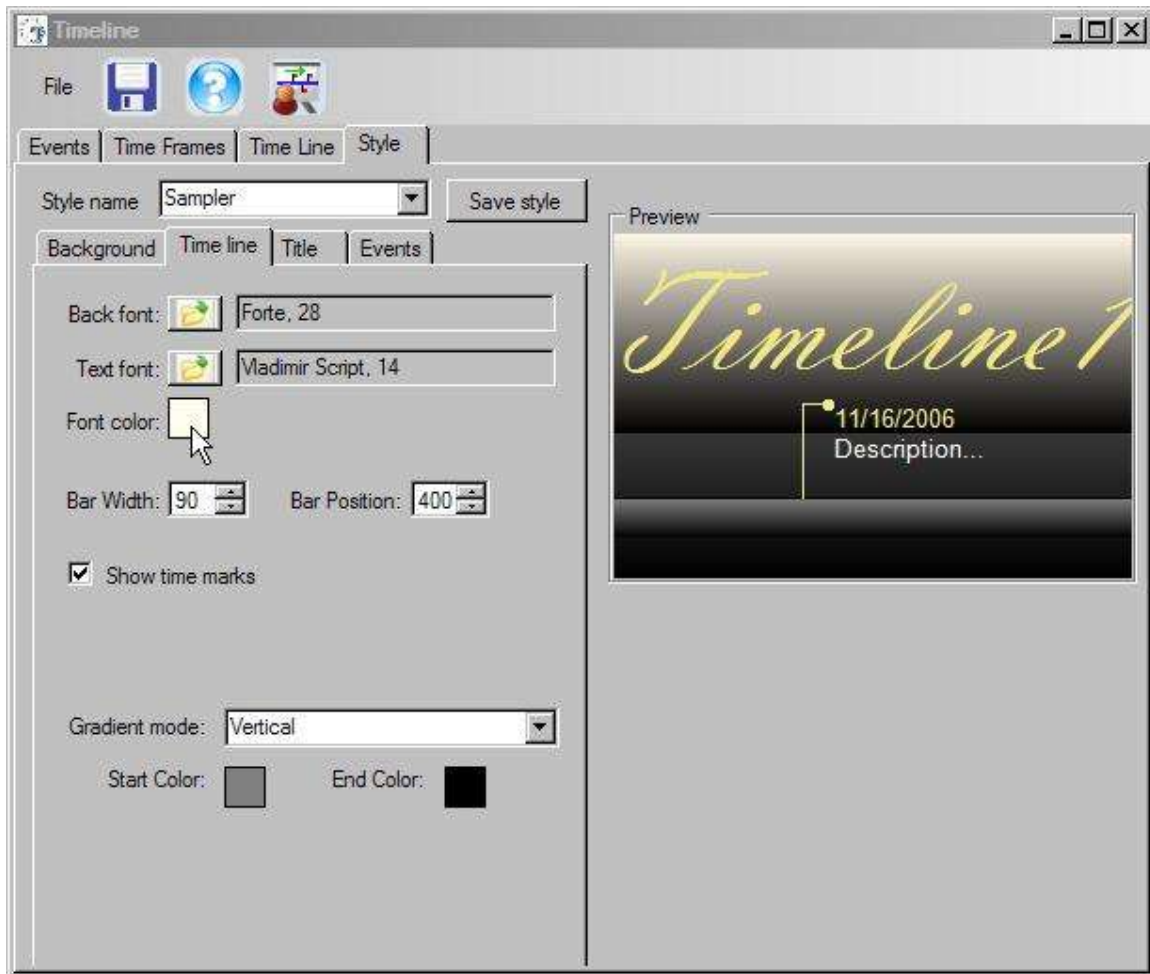 Timeline
File
Events Time Frames Time Line Style
Style name Sampler Save style
Background Time line Title Events
Back font: Forte, 28
Text font: Vladimir Script, 14
Font color:
Bar Width: 90 Bar Position: 400
Show time marks
Gradient mode: Vertical
Start Color: End Color:
Preview
Timeline1
11/16/2006
Description...